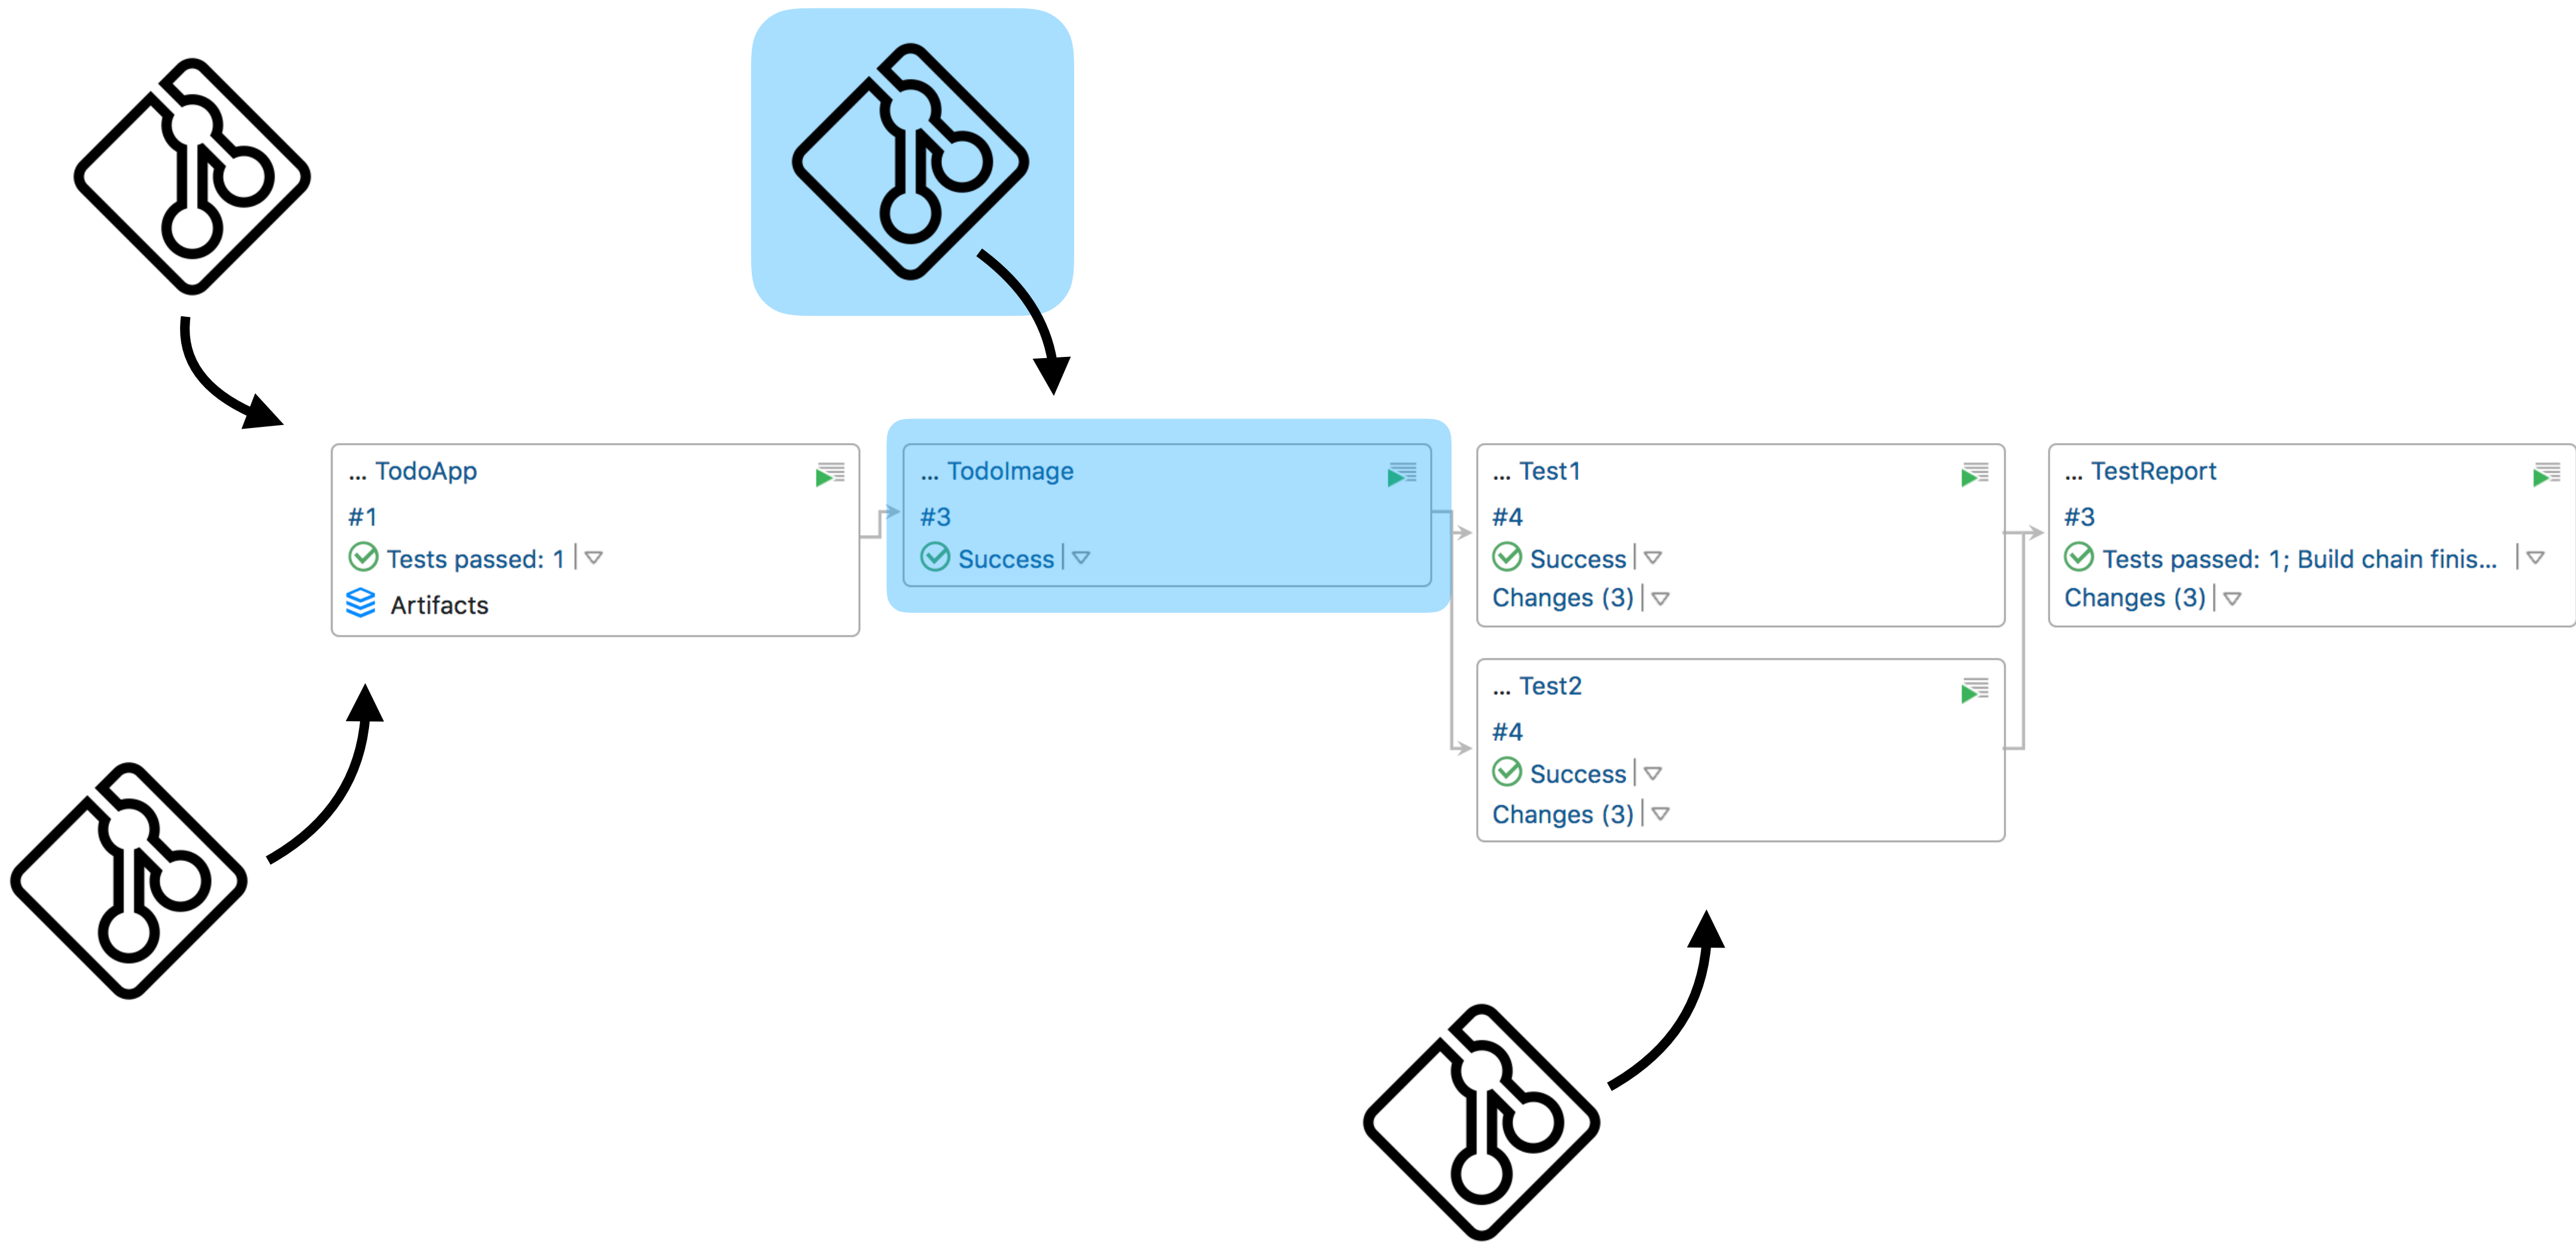 ... TodoApp
#1
Tests passed: 1
Artifacts
... TodoImage
#3
Success
... Test1
#4
Success
Changes (3)
... Test2
#4
Success
Changes (3)
... TestReport
#3
Tests passed: 1; Build chain finis...
Changes (3)